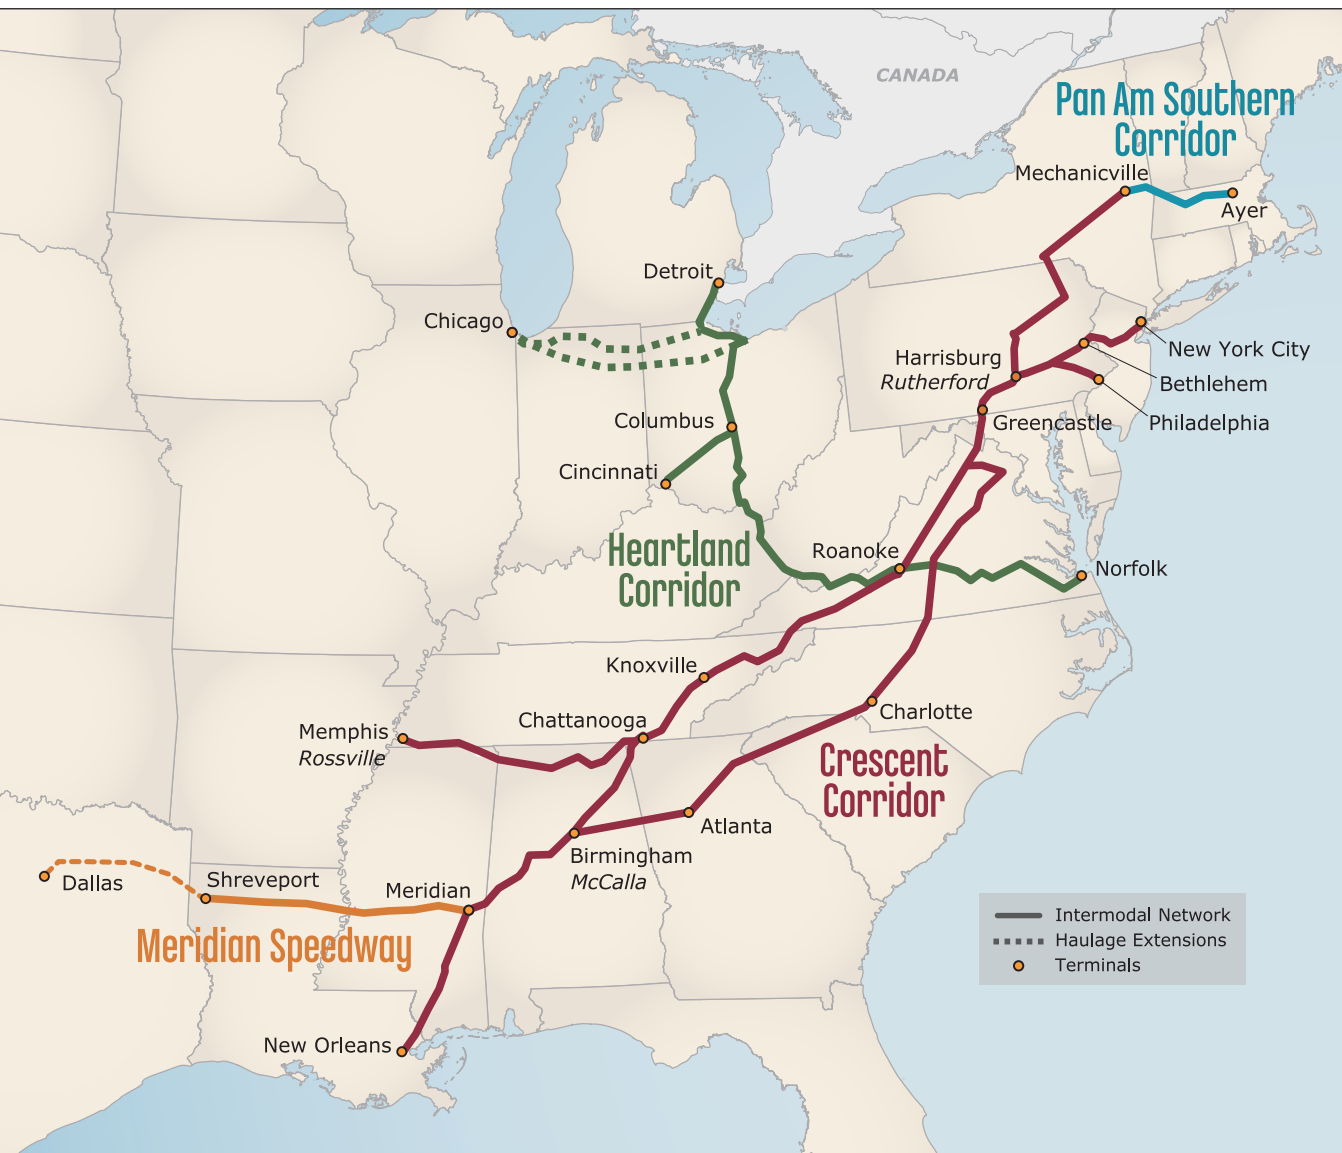 CANADA
Pan Am Southern
Corridor
Mechanicville
Ayer
Detroit
Chicago
New York City
Harrisburg
Rutherford
Bethlehem
Columbus
Greencastle
Philadelphia
Cincinnati
Heartland
Corridor
Roanoke
Norfolk
Knoxville
Chattanooga
Charlotte
Memphis
Rossville
Crescent
Corridor
Atlanta
Birmingham
McCalla
Dallas
Shreveport
Meridian
Meridian Speedway
Intermodal Network
Haulage Extensions
Terminals
New Orleans